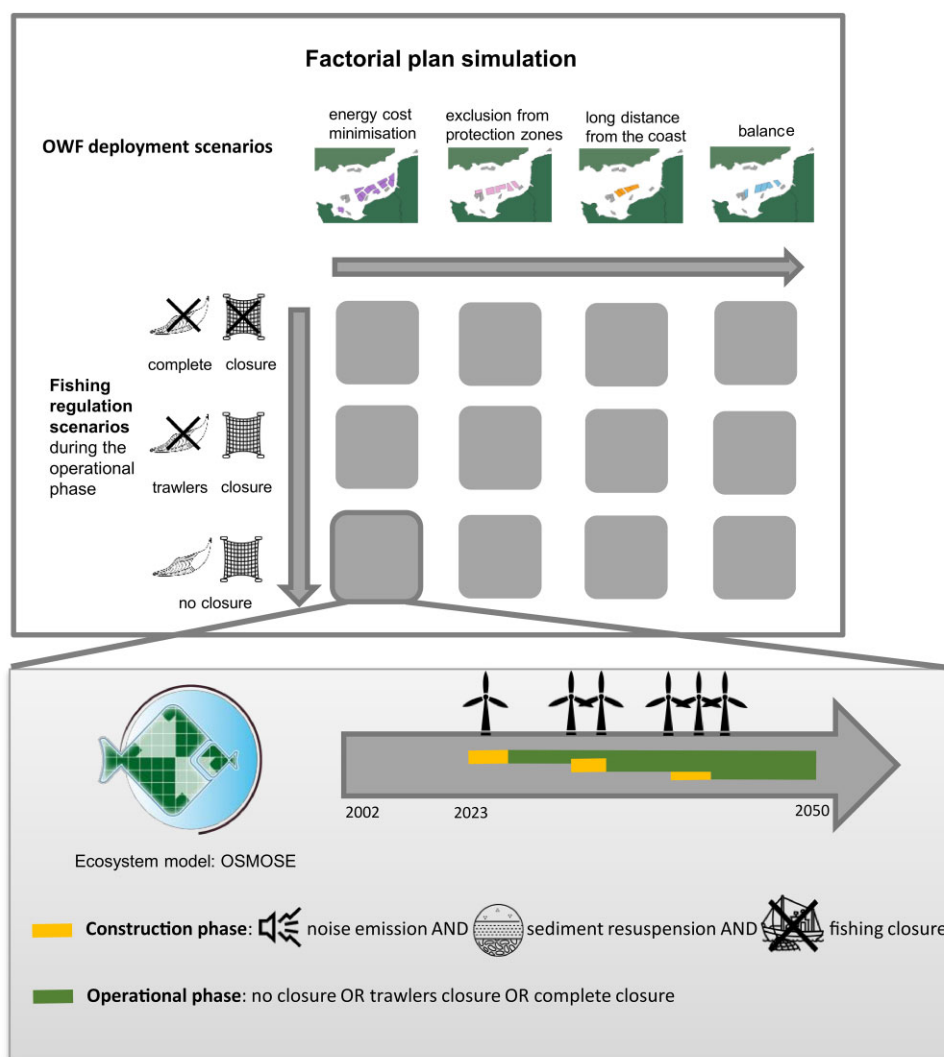 Factorial plan simulation
OWF deployment scenarios
energy cost
minimisation
exclusion from
protection zones
long distance
from the coast
balance
Fishing
regulation
scenarios
during the
operational
phase
complete closure
trawlers closure
no closure
2002 2023 2050
Ecosystem model: OSMOSE
Construction phase: noise emission AND sediment resuspension AND fishing closure
Operational phase: no closure OR trawlers closure OR complete closure